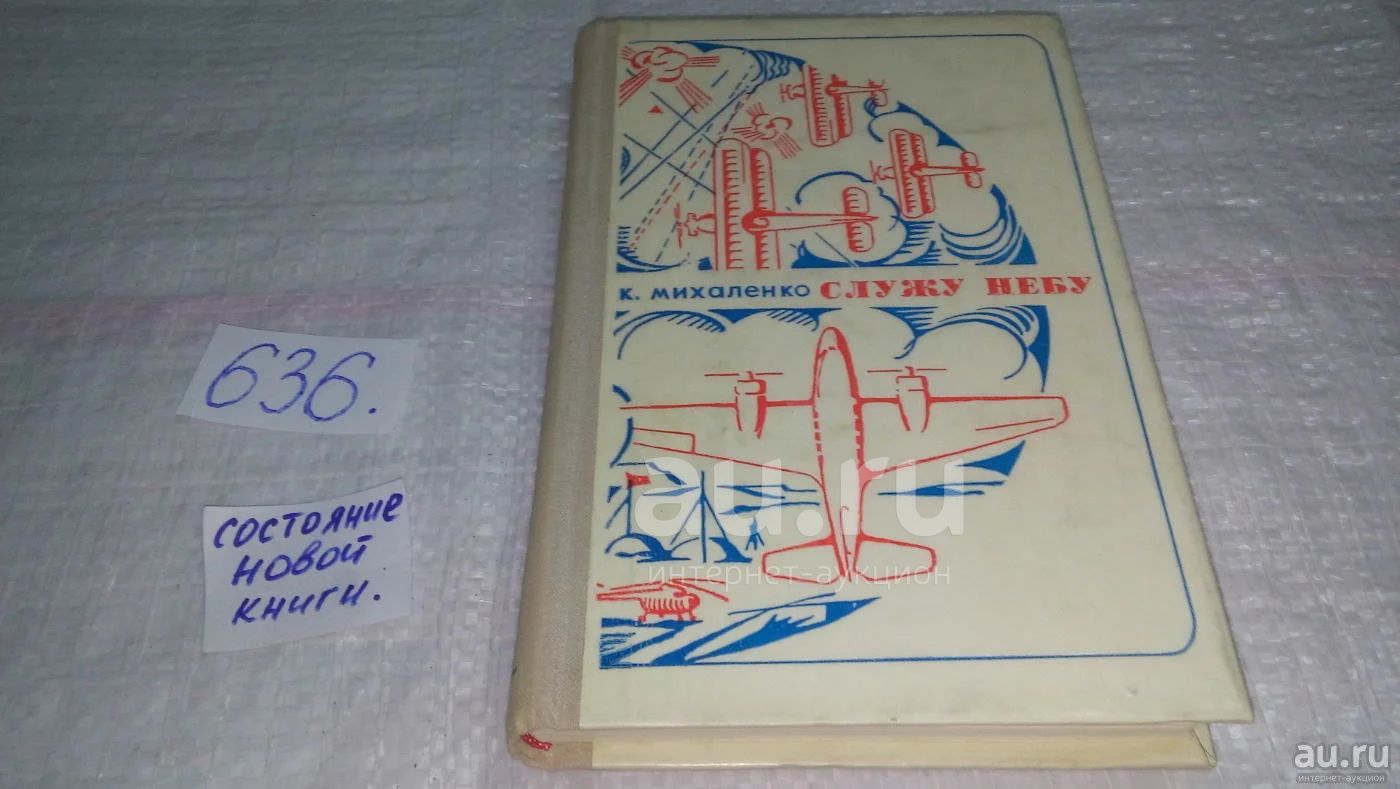 к. михаленко СЛУЖУ НЕБУ
636.
состояние
новой
книги.
au.ru
интернет-аукцион
au.ru
интернет-аукцион